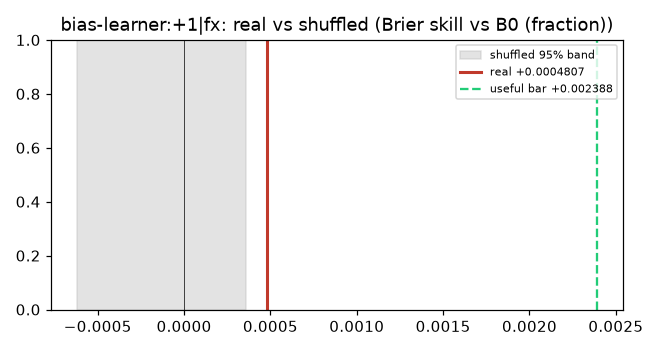 bias-learner:+1|fx: real vs shuffled (Brier skill vs B0 (fraction))
1.0
0.8
0.6
0.4
0.2
0.0
shuffled 95% band
real +0.0004807
useful bar +0.002388
−0.0005 0.0000 0.0005 0.0010 0.0015 0.0020 0.0025